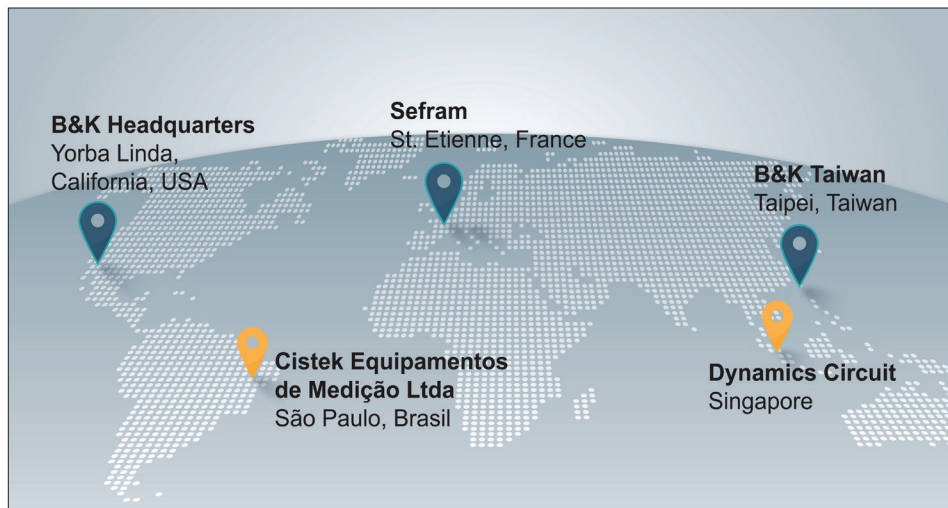 B&K Headquarters
Yorba Linda,
California, USA
Sefram
St. Etienne, France
B&K Taiwan
Taipei, Taiwan
Cistek Equipamentos
de Medição Ltda
São Paulo, Brasil
Dynamics Circuit
Singapore